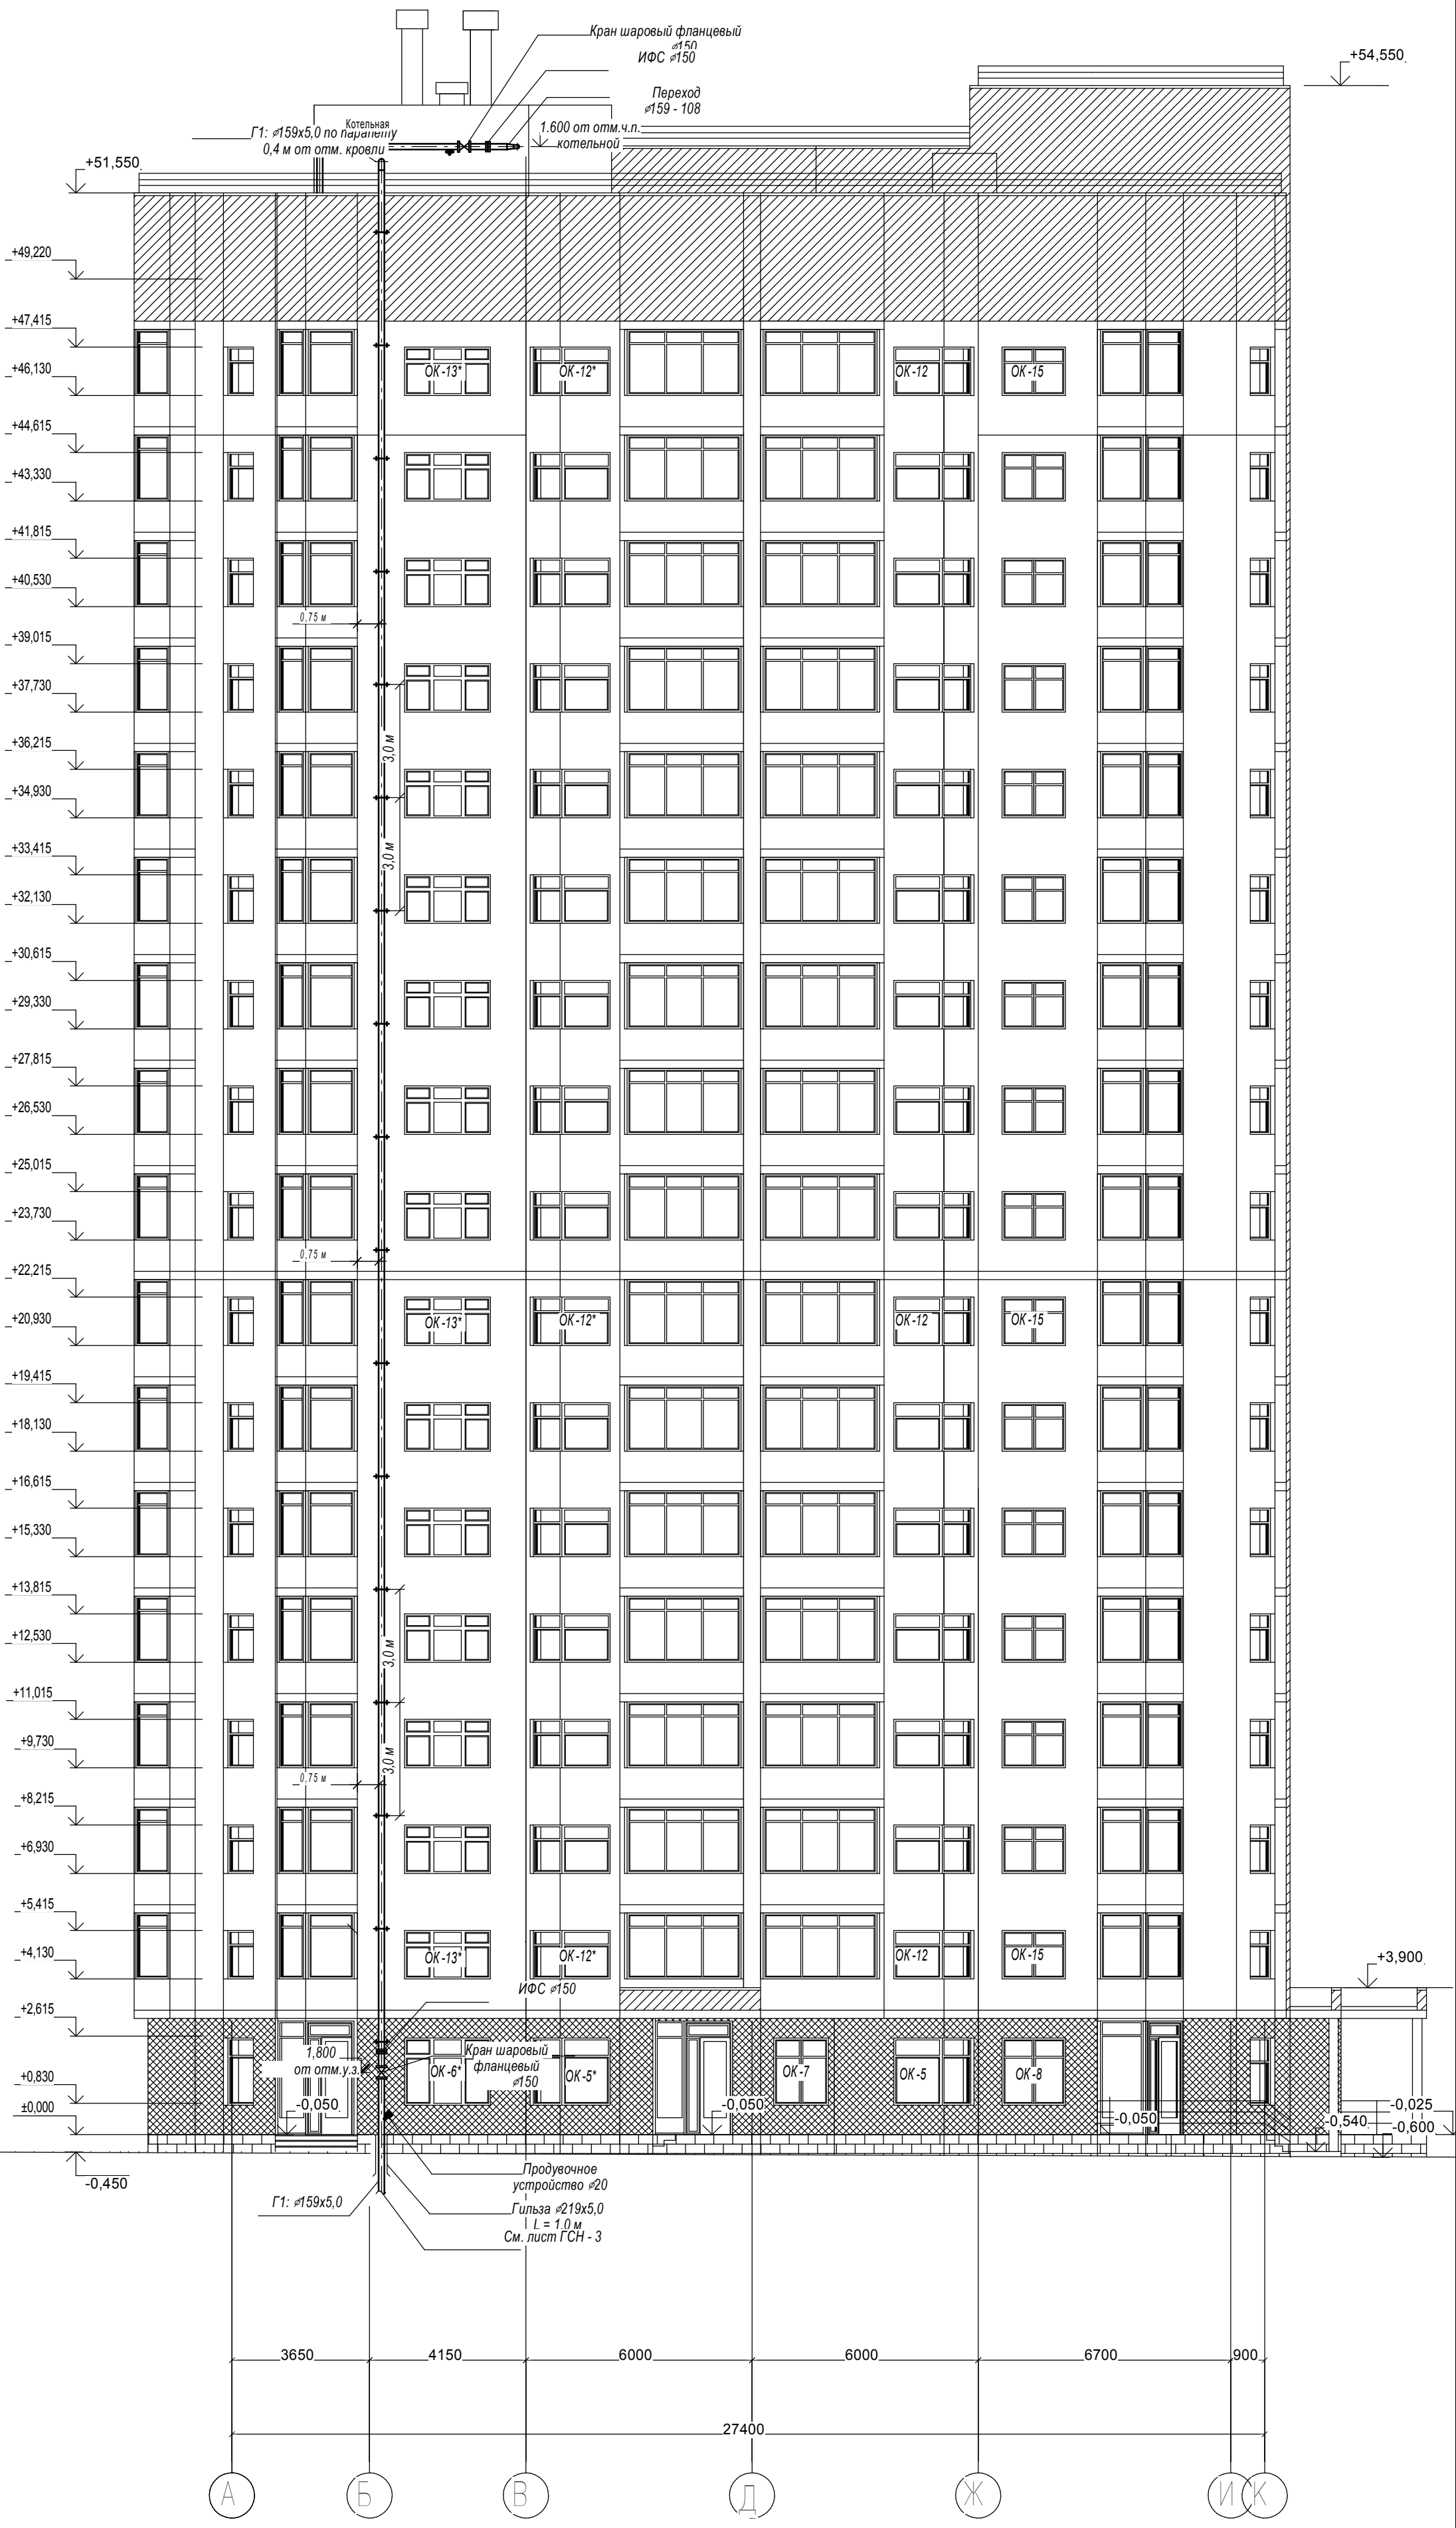 Кран шаровый фланцевый
⌀150
ИФС ⌀150
+54,550
Переход
⌀159 - 108
Котельная
Г1: ⌀159х5,0 по парапету
0,4 м от отм. кровли
1.600 от отм.ч.п.
котельной
+51,550
+49,220
+47,415
+46,130
ОК-13*
ОК-12*
ОК-12
ОК-15
+44,615
+43,330
+41,815
+40,530
0,75 м
+39,015
+37,730
3,0 м
+36,215
+34,930
3,0 м
+33,415
+32,130
+30,615
+29,330
+27,815
+26,530
+25,015
+23,730
0,75 м
+22,215
+20,930
ОК-13*
ОК-12*
ОК-12
ОК-15
+19,415
+18,130
+16,615
+15,330
+13,815
+12,530
3,0 м
+11,015
+9,730
3,0 м
0,75 м
+8,215
+6,930
+5,415
+4,130
ОК-13*
ОК-12*
ОК-12
ОК-15
+3,900
ИФС ⌀150
+2,615
1,800
от отм.у.з.
Кран шаровый
фланцевый
⌀150
ОК-6*
ОК-5*
ОК-7
ОК-5
ОК-8
+0,830
±0,000
-0,050
-0,050
-0,050
-0,540
-0,025
-0,600
-0,450
Продувочное
устройство ⌀20
Г1: ⌀159х5,0
Гильза ⌀219х5,0
L = 1.0 м
См. лист ГСН - 3
3650
4150
6000
6000
6700
900
27400
А
Б
В
Д
Ж
И
К